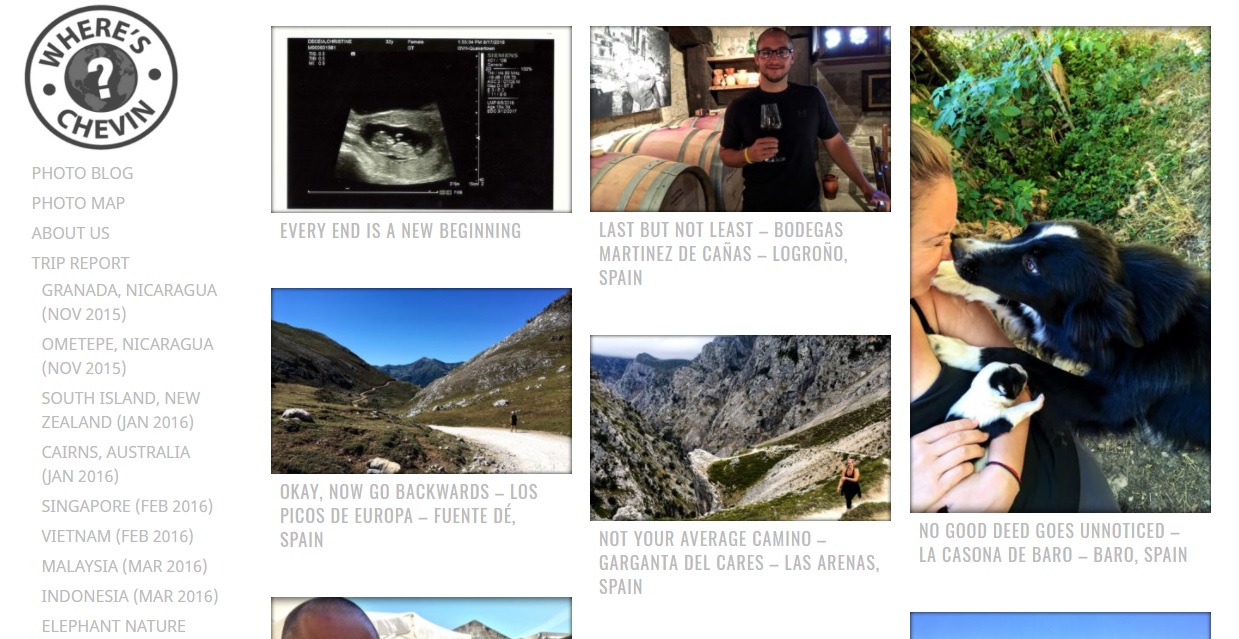 WHERE'S
CHEVIN
PHOTO BLOG
PHOTO MAP
ABOUT US
TRIP REPORT
GRANADA, NICARAGUA
(NOV 2015)
OMETEPE, NICARAGUA
(NOV 2015)
SOUTH ISLAND, NEW
ZEALAND (JAN 2016)
CAIRNS, AUSTRALIA
(JAN 2016)
SINGAPORE (FEB 2016)
VIETNAM (FEB 2016)
MALAYSIA (MAR 2016)
INDONESIA (MAR 2016)
ELEPHANT NATURE
SIEMENS
EVERY END IS A NEW BEGINNING
OKAY, NOW GO BACKWARDS – LOS
PICOS DE EUROPA – FUENTE DÉ,
SPAIN
LAST BUT NOT LEAST – BODEGAS
MARTINEZ DE CAÑAS – LOGROÑO,
SPAIN
NOT YOUR AVERAGE CAMINO –
GARGANTA DEL CARES – LAS ARENAS,
SPAIN
NO GOOD DEED GOES UNNOTICED –
LA CASONA DE BARO – BARO, SPAIN